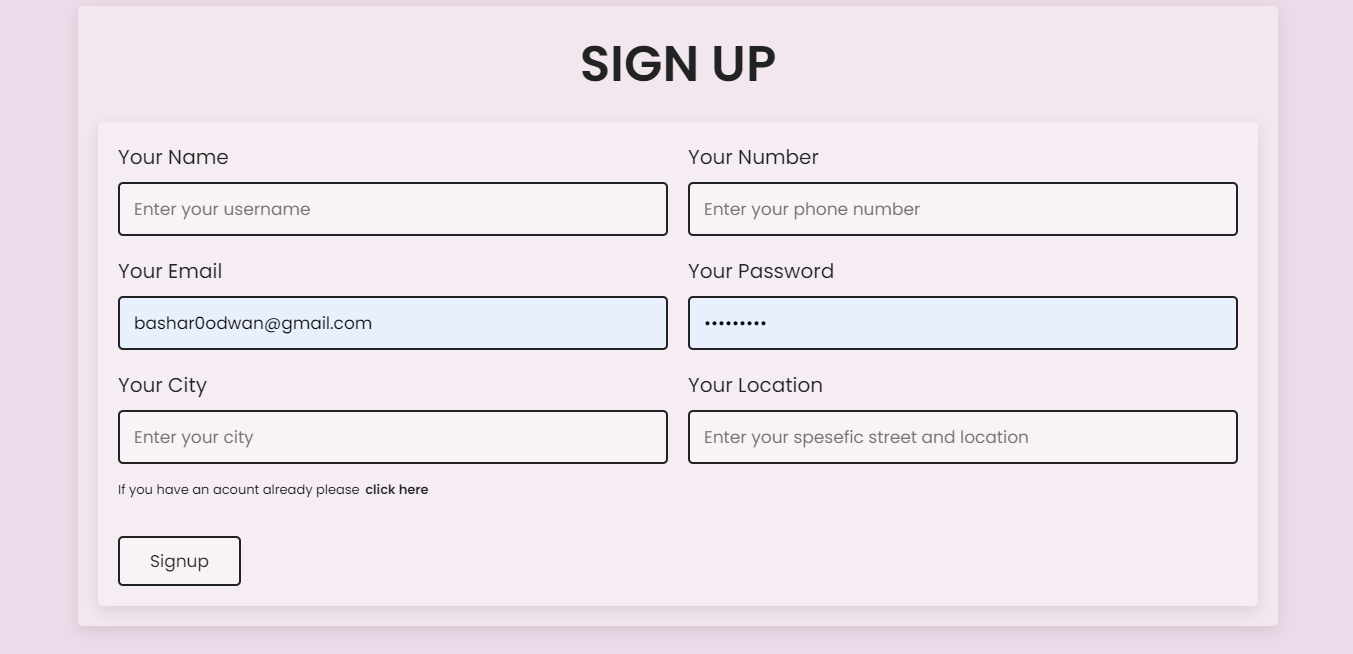 SIGN UP
Your Name
Your Number
Enter your username
Enter your phone number
Your Email
Your Password
bashar0odwan@gmail.com
•••••••••
Your City
Your Location
Enter your city
Enter your spesefic street and location
If you have an acount already please click here
Signup